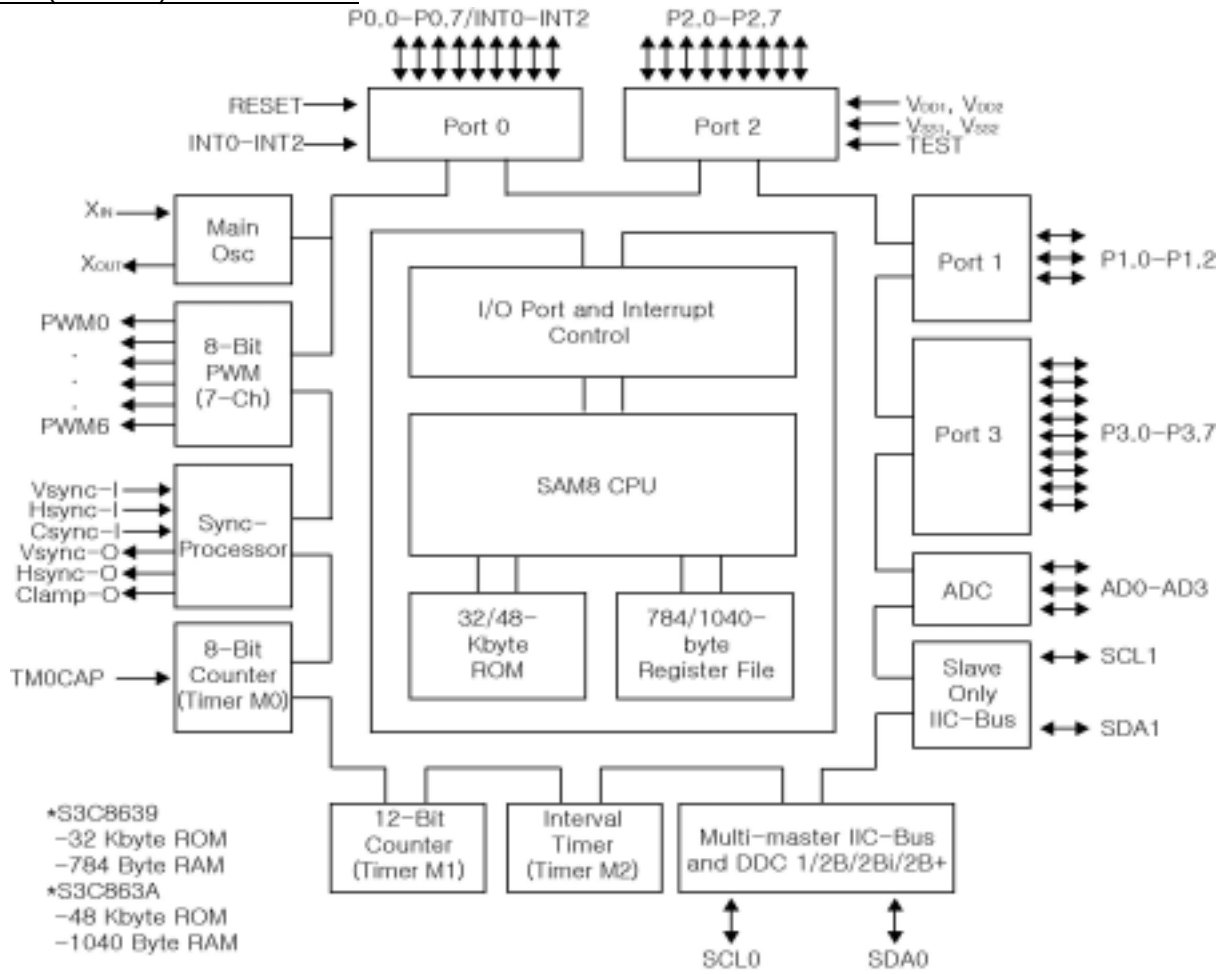 P0.0-P0.7/INT0-INT2
P2.0-P2.7
RESET
INT0-INT2
Port 0
Port 2
VDD1, VDD2
VSS1, VSS2
TEST
XIN
XOUT
Main
Osc
Port 1
P1.0-P1.2
I/O Port and Interrupt
Control
PWM0
.
.
.
PWM6
8-Bit
PWM
(7-Ch)
Port 3
P3.0-P3.7
SAM8 CPU
Vsync-I
Hsync-I
Csync-I
Vsync-O
Hsync-O
Clamp-O
Sync-
Processor
ADC
AD0-AD3
32/48-
Kbyte
ROM
784/1040-
byte
Register File
TM0CAP
8-Bit
Counter
(Timer M0)
Slave
Only
IIC-Bus
SCL1
SDA1
12-Bit
Counter
(Timer M1)
Interval
Timer
(Timer M2)
Multi-master IIC-Bus
and DDC 1/2B/2Bi/2B+
SCL0
SDA0
*S3C8639
-32 Kbyte ROM
-784 Byte RAM
*S3C863A
-48 Kbyte ROM
-1040 Byte RAM